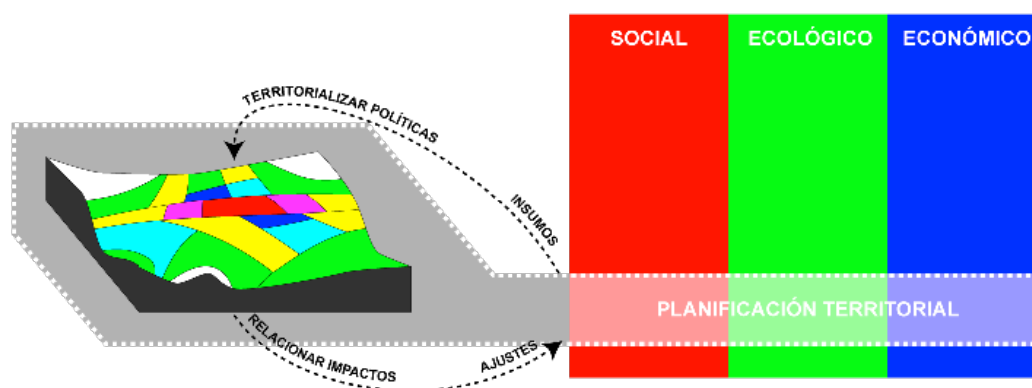 SOCIAL
ECOLÓGICO
ECONÓMICO
TERRITORIALIZAR POLÍTICAS
INSUMOS
PLANIFICACIÓN TERRITORIAL
RELACIONAR IMPACTOS
AJUSTES